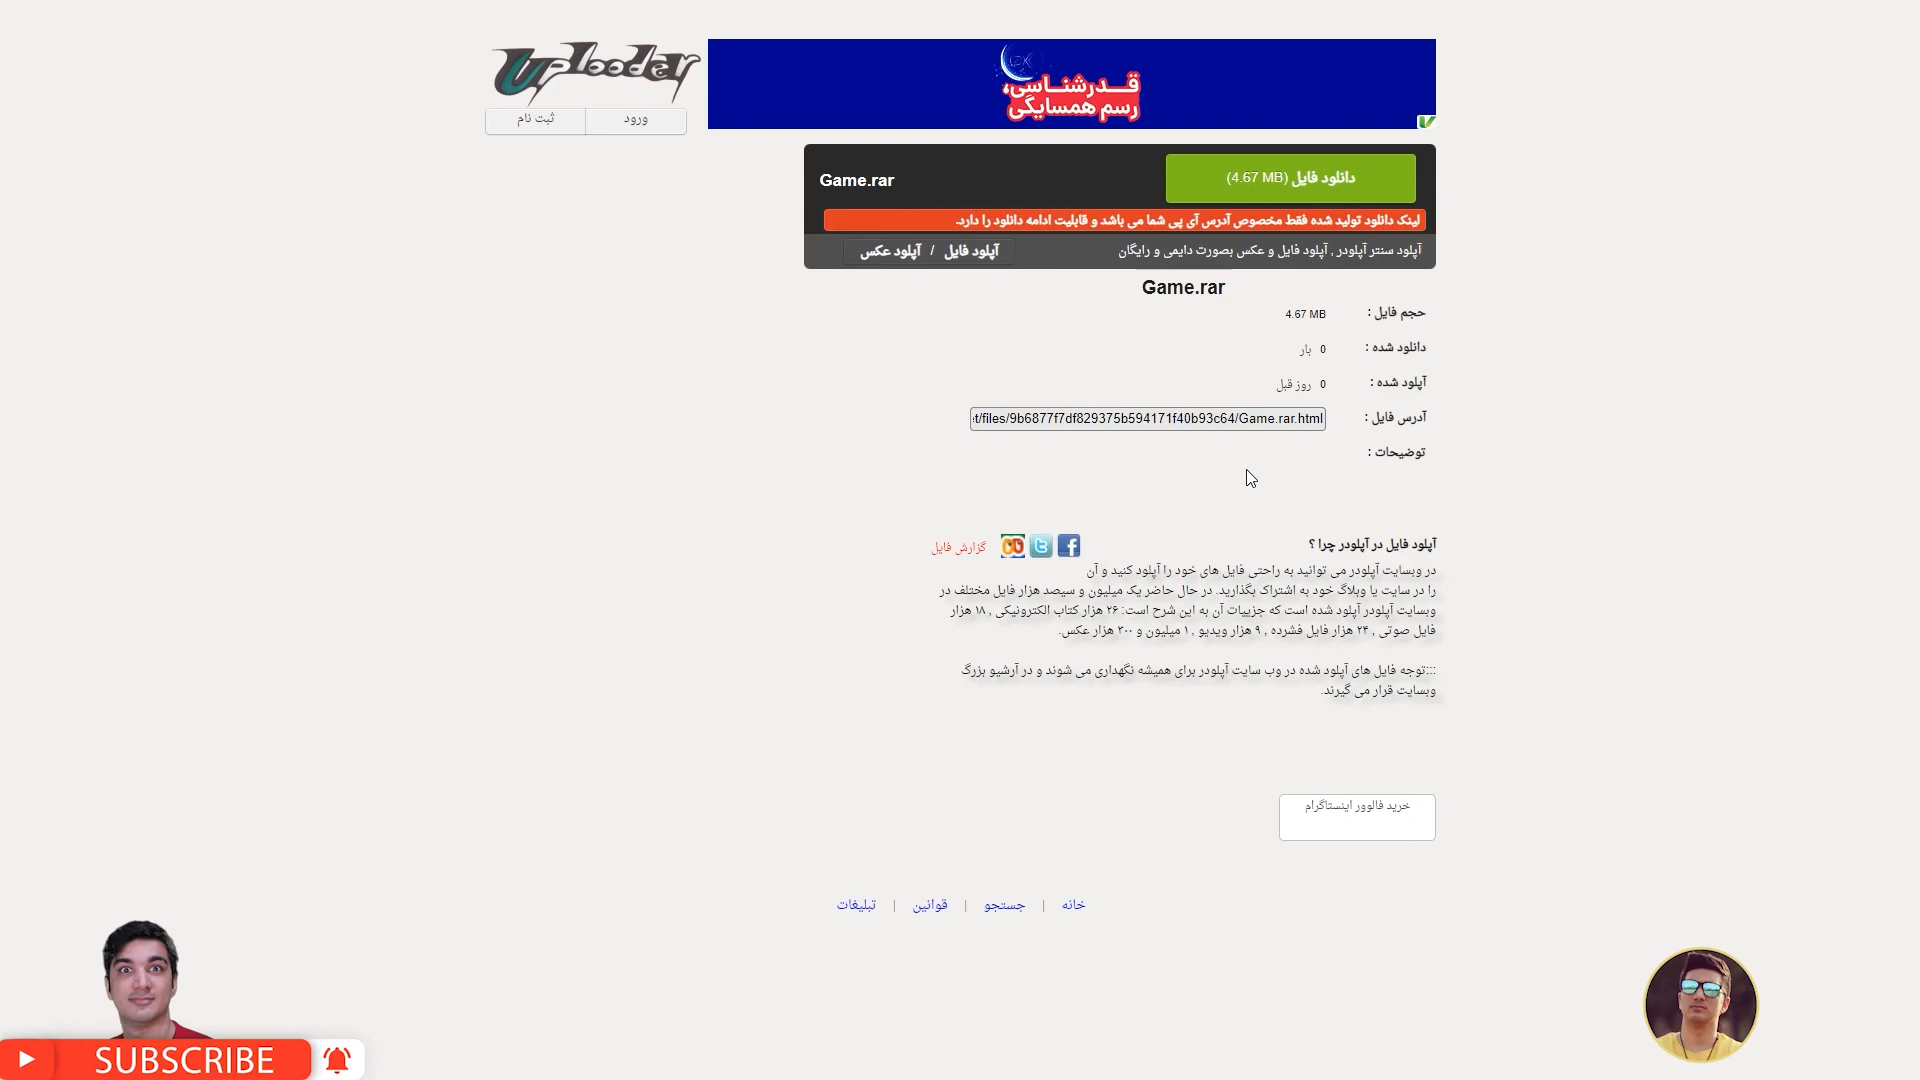 Uplooder
ثبت نام
ورود
قـدرشناسی،
رسم همسایگی
Game.rar
دانلود فایل (4.67 MB)
لینک دانلود تولید شده فقط مخصوص آدرس آی پی شما می باشد و قابلیت ادامه دانلود را دارد.
آپلود سنتر آپلودر , آپلود فایل و عکس بصورت دایمی و رایگان
آپلود فایل / آپلود عکس
Game.rar
حجم فایل : 4.67 MB
دانلود شده : 0 بار
آپلود شده : 0 روز قبل
آدرس فایل : t/files/9b6877f7df829375b594171f40b93c64/Game.rar.html
توضیحات :
آپلود فایل در آپلودر چرا ؟
گزارش فایل
در وبسایت آپلودر می توانید به راحتی فایل های خود را آپلود کنید و آن
را در سایت یا وبلاگ خود به اشتراک بگذارید. در حال حاضر یک میلیون و سیصد هزار فایل مختلف در
وبسایت آپلودر آپلود شده است که جزییات آن به این شرح است: ۲۶ هزار کتاب الکترونیکی , ۱۸ هزار
فایل صوتی , ۲۴ هزار فایل فشرده , ۹ هزار ویدیو , ۱ میلیون و ۳۰۰ هزار عکس.
:::توجه فایل های آپلود شده در وب سایت آپلودر برای همیشه نگهداری می شوند و در آرشیو بزرگ
وبسایت قرار می گیرند.
خرید فالوور اینستاگرام
خانه | جستجو | قوانین | تبلیغات
SUBSCRIBE